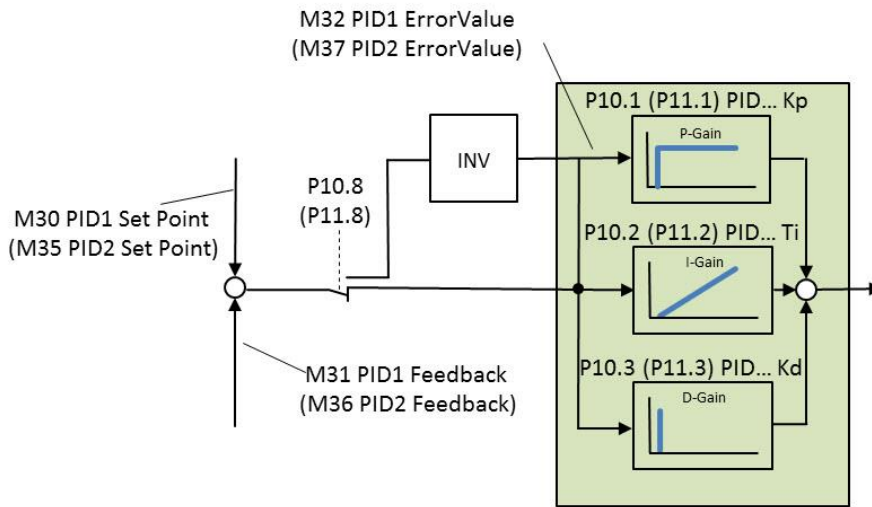 M32 PID1 ErrorValue
(M37 PID2 ErrorValue)
P10.1 (P11.1) PID... Kp
P-Gain
INV
P10.8
(P11.8)
M30 PID1 Set Point
(M35 PID2 Set Point)
P10.2 (P11.2) PID... Ti
I-Gain
M31 PID1 Feedback
(M36 PID2 Feedback)
P10.3 (P11.3) PID... Kd
D-Gain